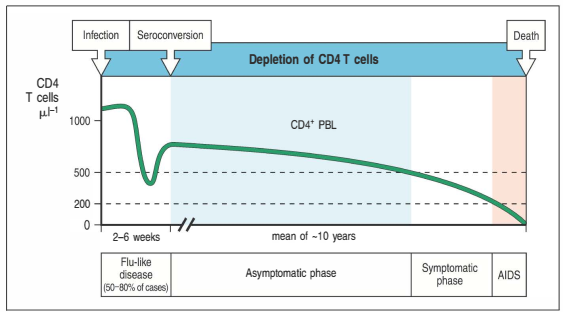 Infection
Seroconversion
Death
Depletion of CD4 T cells
CD4
T cells
µl–1
CD4+ PBL
1000
500
200
0
2–6 weeks
mean of ~10 years
Flu-like
disease
(50–80% of cases)
Asymptomatic phase
Symptomatic
phase
AIDS